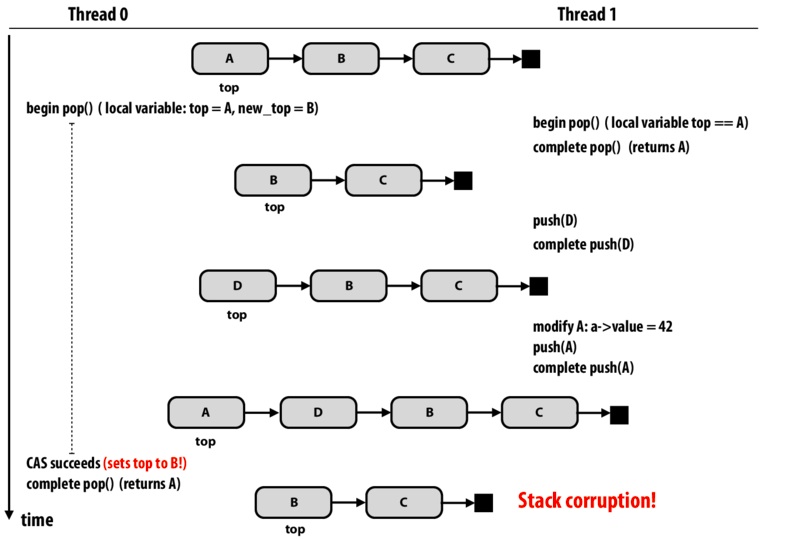 Thread 0
Thread 1
A
B
C
top
begin pop() ( local variable: top = A, new_top = B)
begin pop() ( local variable top == A)
complete pop() (returns A)
B
C
top
push(D)
complete push(D)
D
B
C
top
modify A: a->value = 42
push(A)
complete push(A)
A
D
B
C
top
CAS succeeds (sets top to B!)
complete pop() (returns A)
B
C
top
Stack corruption!
time